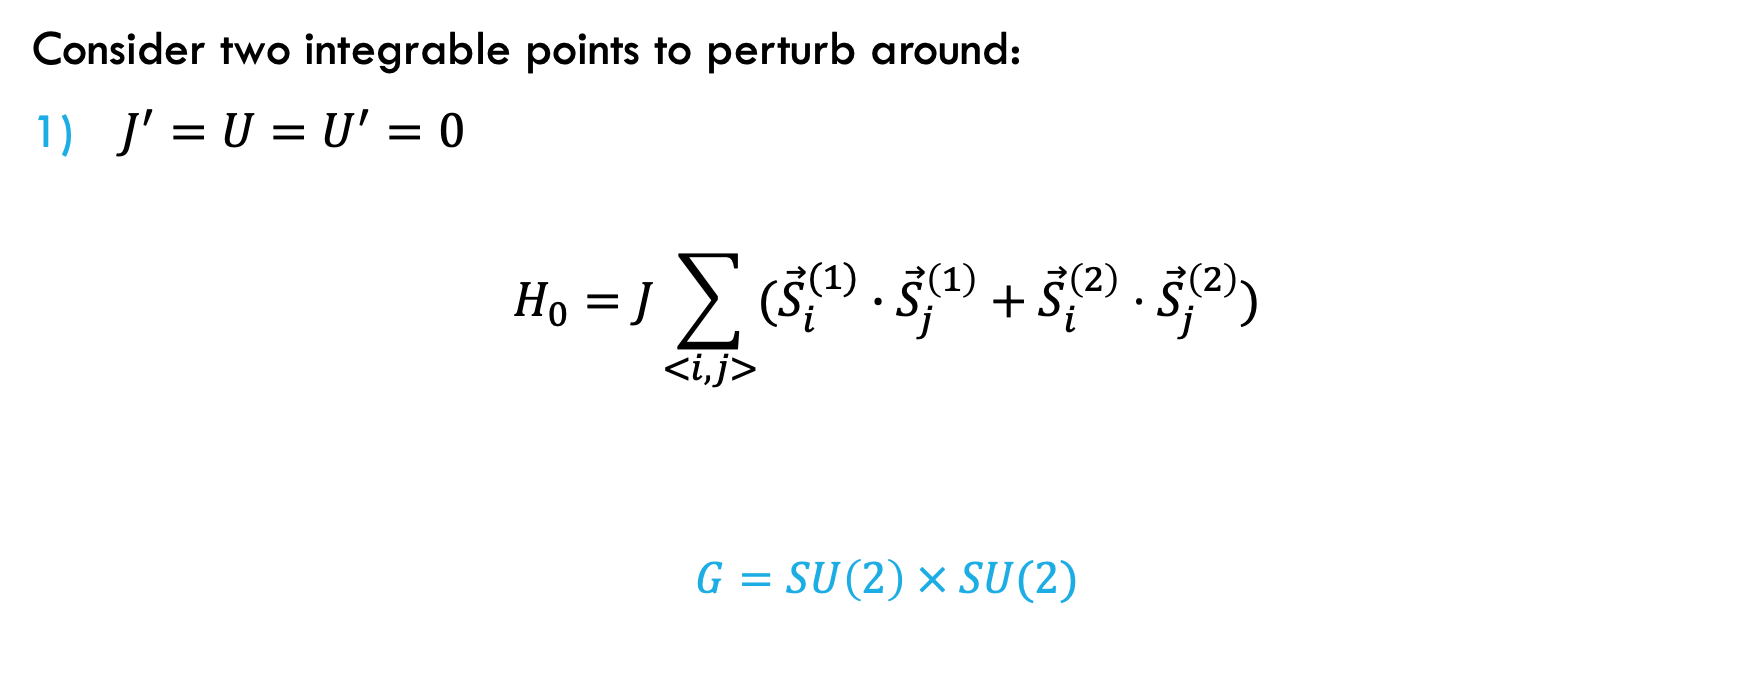 Consider two integrable points to perturb around:
1) J′ = U = U′ = 0
H₀ = J ∑_{<i,j>} (S⃗_i^{(1)} · S⃗_j^{(1)} + S⃗_i^{(2)} · S⃗_j^{(2)})
G = SU(2) × SU(2)